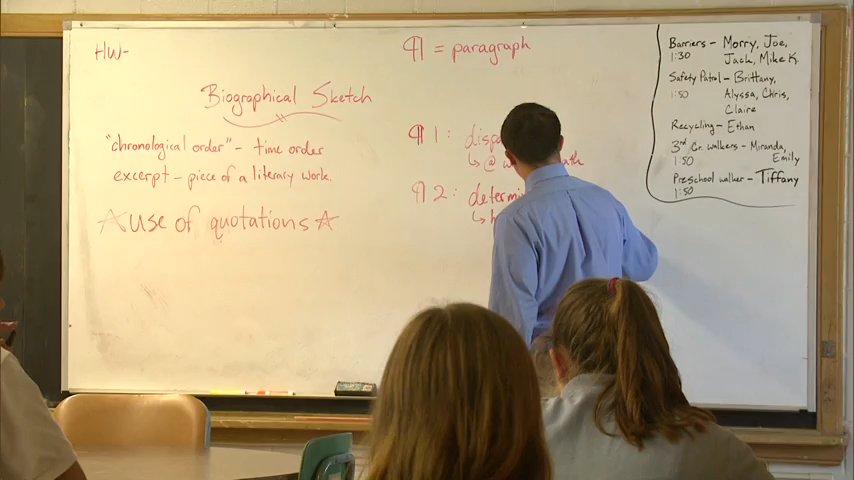 HW-
¶ = paragraph
Biographical Sketch
"chronological order" - time order
excerpt - piece of a literary work.
☆ use of quotations ☆
¶ 1:
↳ @
¶ 2:
↳
Barriers - Morry, Joe,
1:30 Jack, Mike K.
Safety Patrol - Brittany,
1:50 Alyssa, Chris,
Claire
Recycling - Ethan
3rd Gr. walkers - Miranda,
1:50 Emily
Preschool walker - Tiffany
1:50